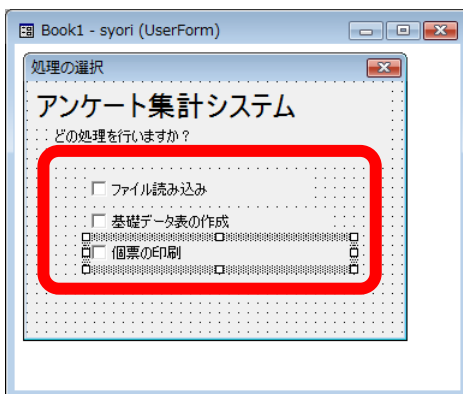 Book1 - syori (UserForm)
処理の選択
アンケート集計システム
どの処理を行いますか？
ファイル読み込み
基礎データ表の作成
個票の印刷